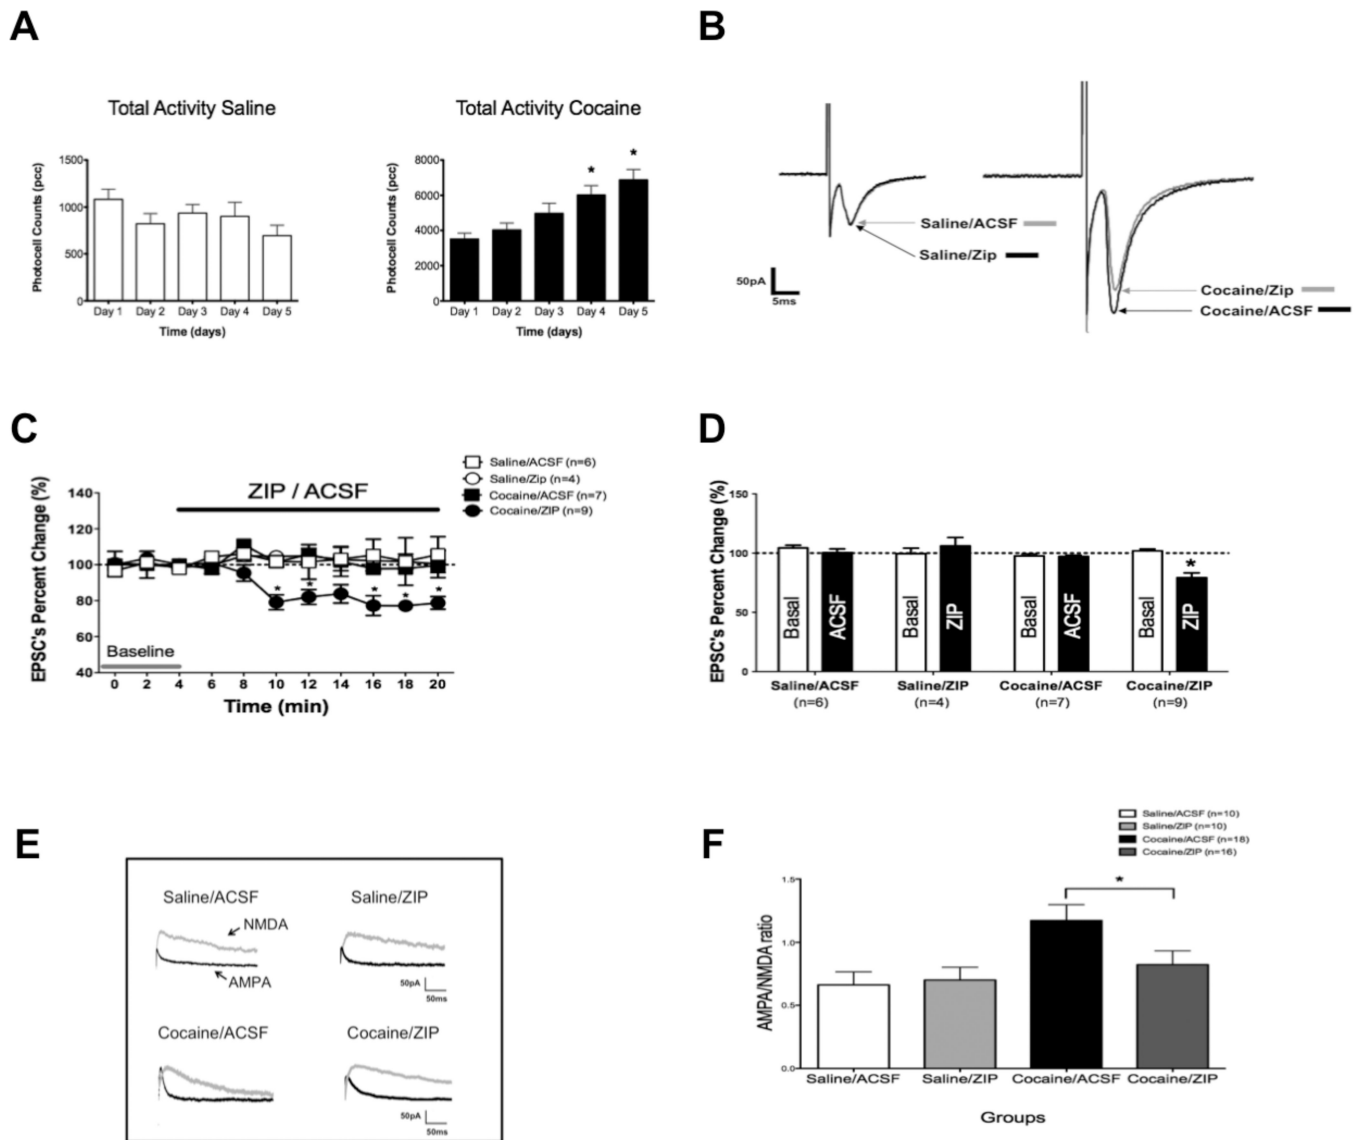 A
Total Activity Saline
Photocell Counts (pcc)
1500
1000
500
0
Day 1 Day 2 Day 3 Day 4 Day 5
Time (days)
Total Activity Cocaine
Photocell Counts (pcc)
8000
6000
4000
2000
0
* *
Day 1 Day 2 Day 3 Day 4 Day 5
Time (days)
B
Saline/ACSF
Saline/Zip
50pA
5ms
Cocaine/Zip
Cocaine/ACSF
C
Saline/ACSF (n=6)
Saline/Zip (n=4)
Cocaine/ACSF (n=7)
Cocaine/ZIP (n=9)
ZIP / ACSF
EPSC's Percent Change (%)
140
120
100
80
60
40
* * * * *
Baseline
0 2 4 6 8 10 12 14 16 18 20
Time (min)
D
EPSC's Percent Change (%)
150
100
50
0
*
Basal ACSF Basal ZIP Basal ACSF Basal ZIP
Saline/ACSF Saline/ZIP Cocaine/ACSF Cocaine/ZIP
(n=6) (n=4) (n=7) (n=9)
E
Saline/ACSF Saline/ZIP
NMDA
AMPA
50pA
50ms
Cocaine/ACSF Cocaine/ZIP
50pA
50ms
F
Saline/ACSF (n=10)
Saline/ZIP (n=10)
Cocaine/ACSF (n=18)
Cocaine/ZIP (n=16)
AMPA/NMDA ratio
1.5
1.0
0.5
0.0
*
Saline/ACSF Saline/ZIP Cocaine/ACSF Cocaine/ZIP
Groups